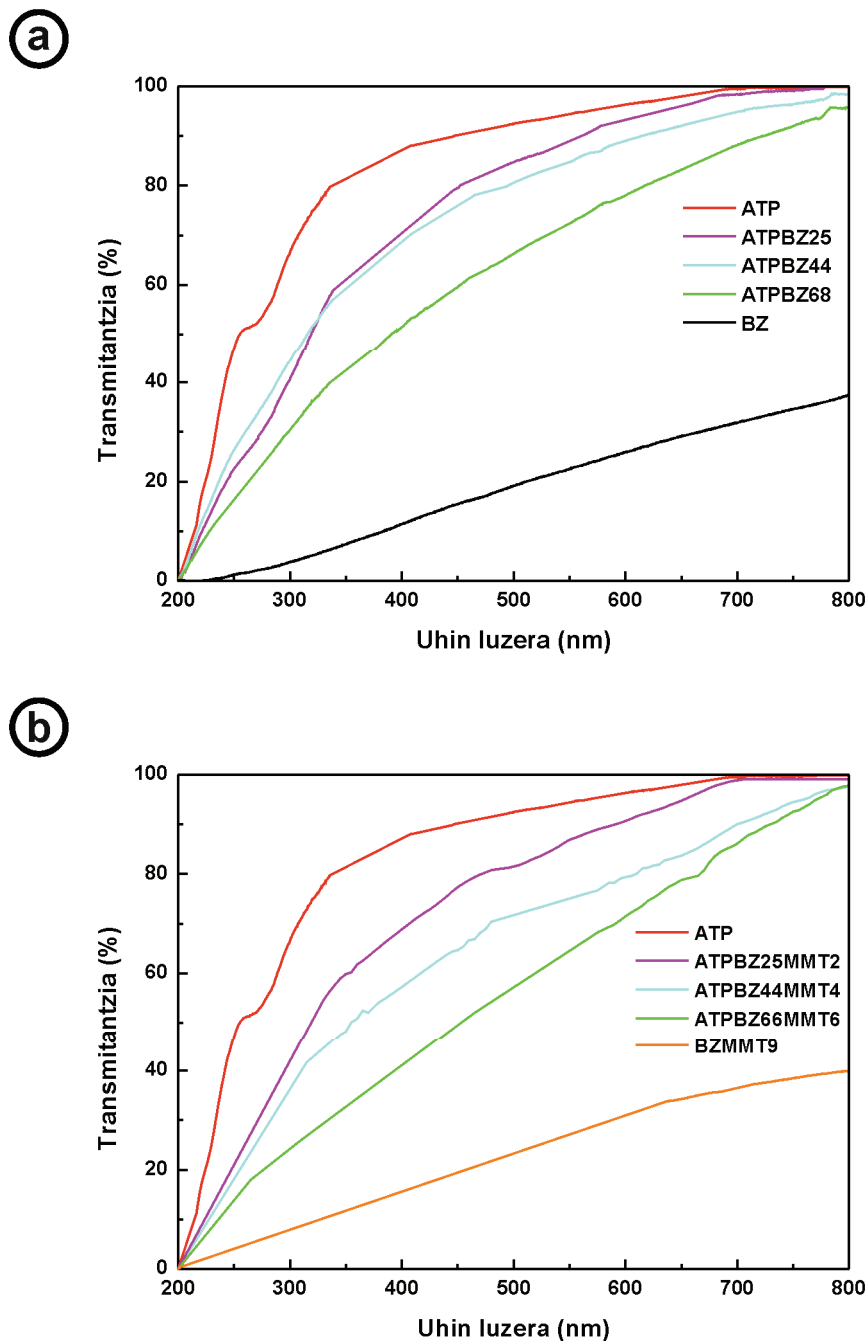 a
100
80
60
40
20
0
Transmitantzia (%)
ATP
ATPBZ25
ATPBZ44
ATPBZ68
BZ
200 300 400 500 600 700 800
Uhin luzera (nm)
b
100
80
60
40
20
0
Transmitantzia (%)
ATP
ATPBZ25MMT2
ATPBZ44MMT4
ATPBZ66MMT6
BZMMT9
200 300 400 500 600 700 800
Uhin luzera (nm)